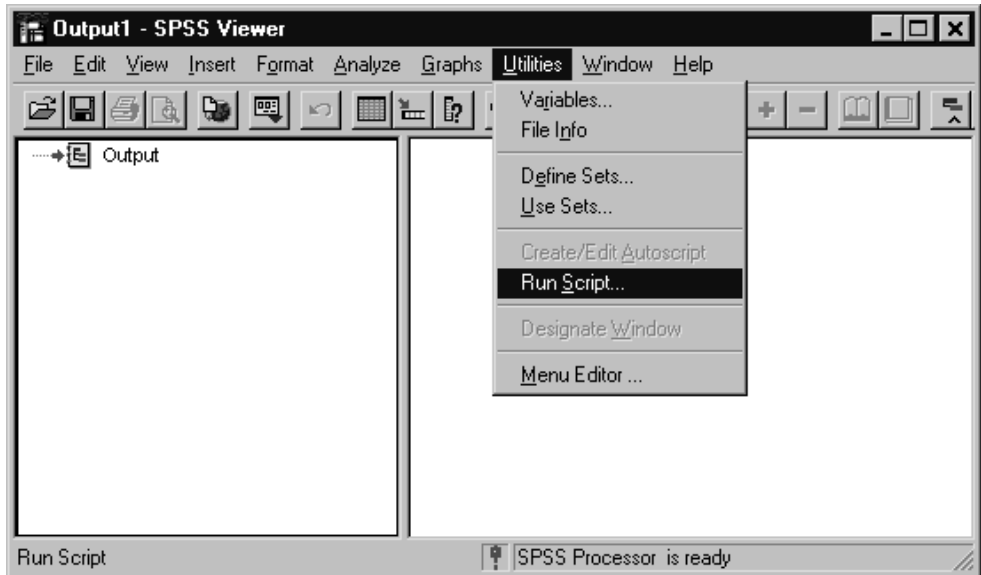 Output1 - SPSS Viewer
File Edit View Insert Format Analyze Graphs Utilities Window Help
Variables...
File Info
Output
Define Sets...
Use Sets...
Create/Edit Autoscript
Run Script...
Designate Window
Menu Editor ...
Run Script
SPSS Processor is ready